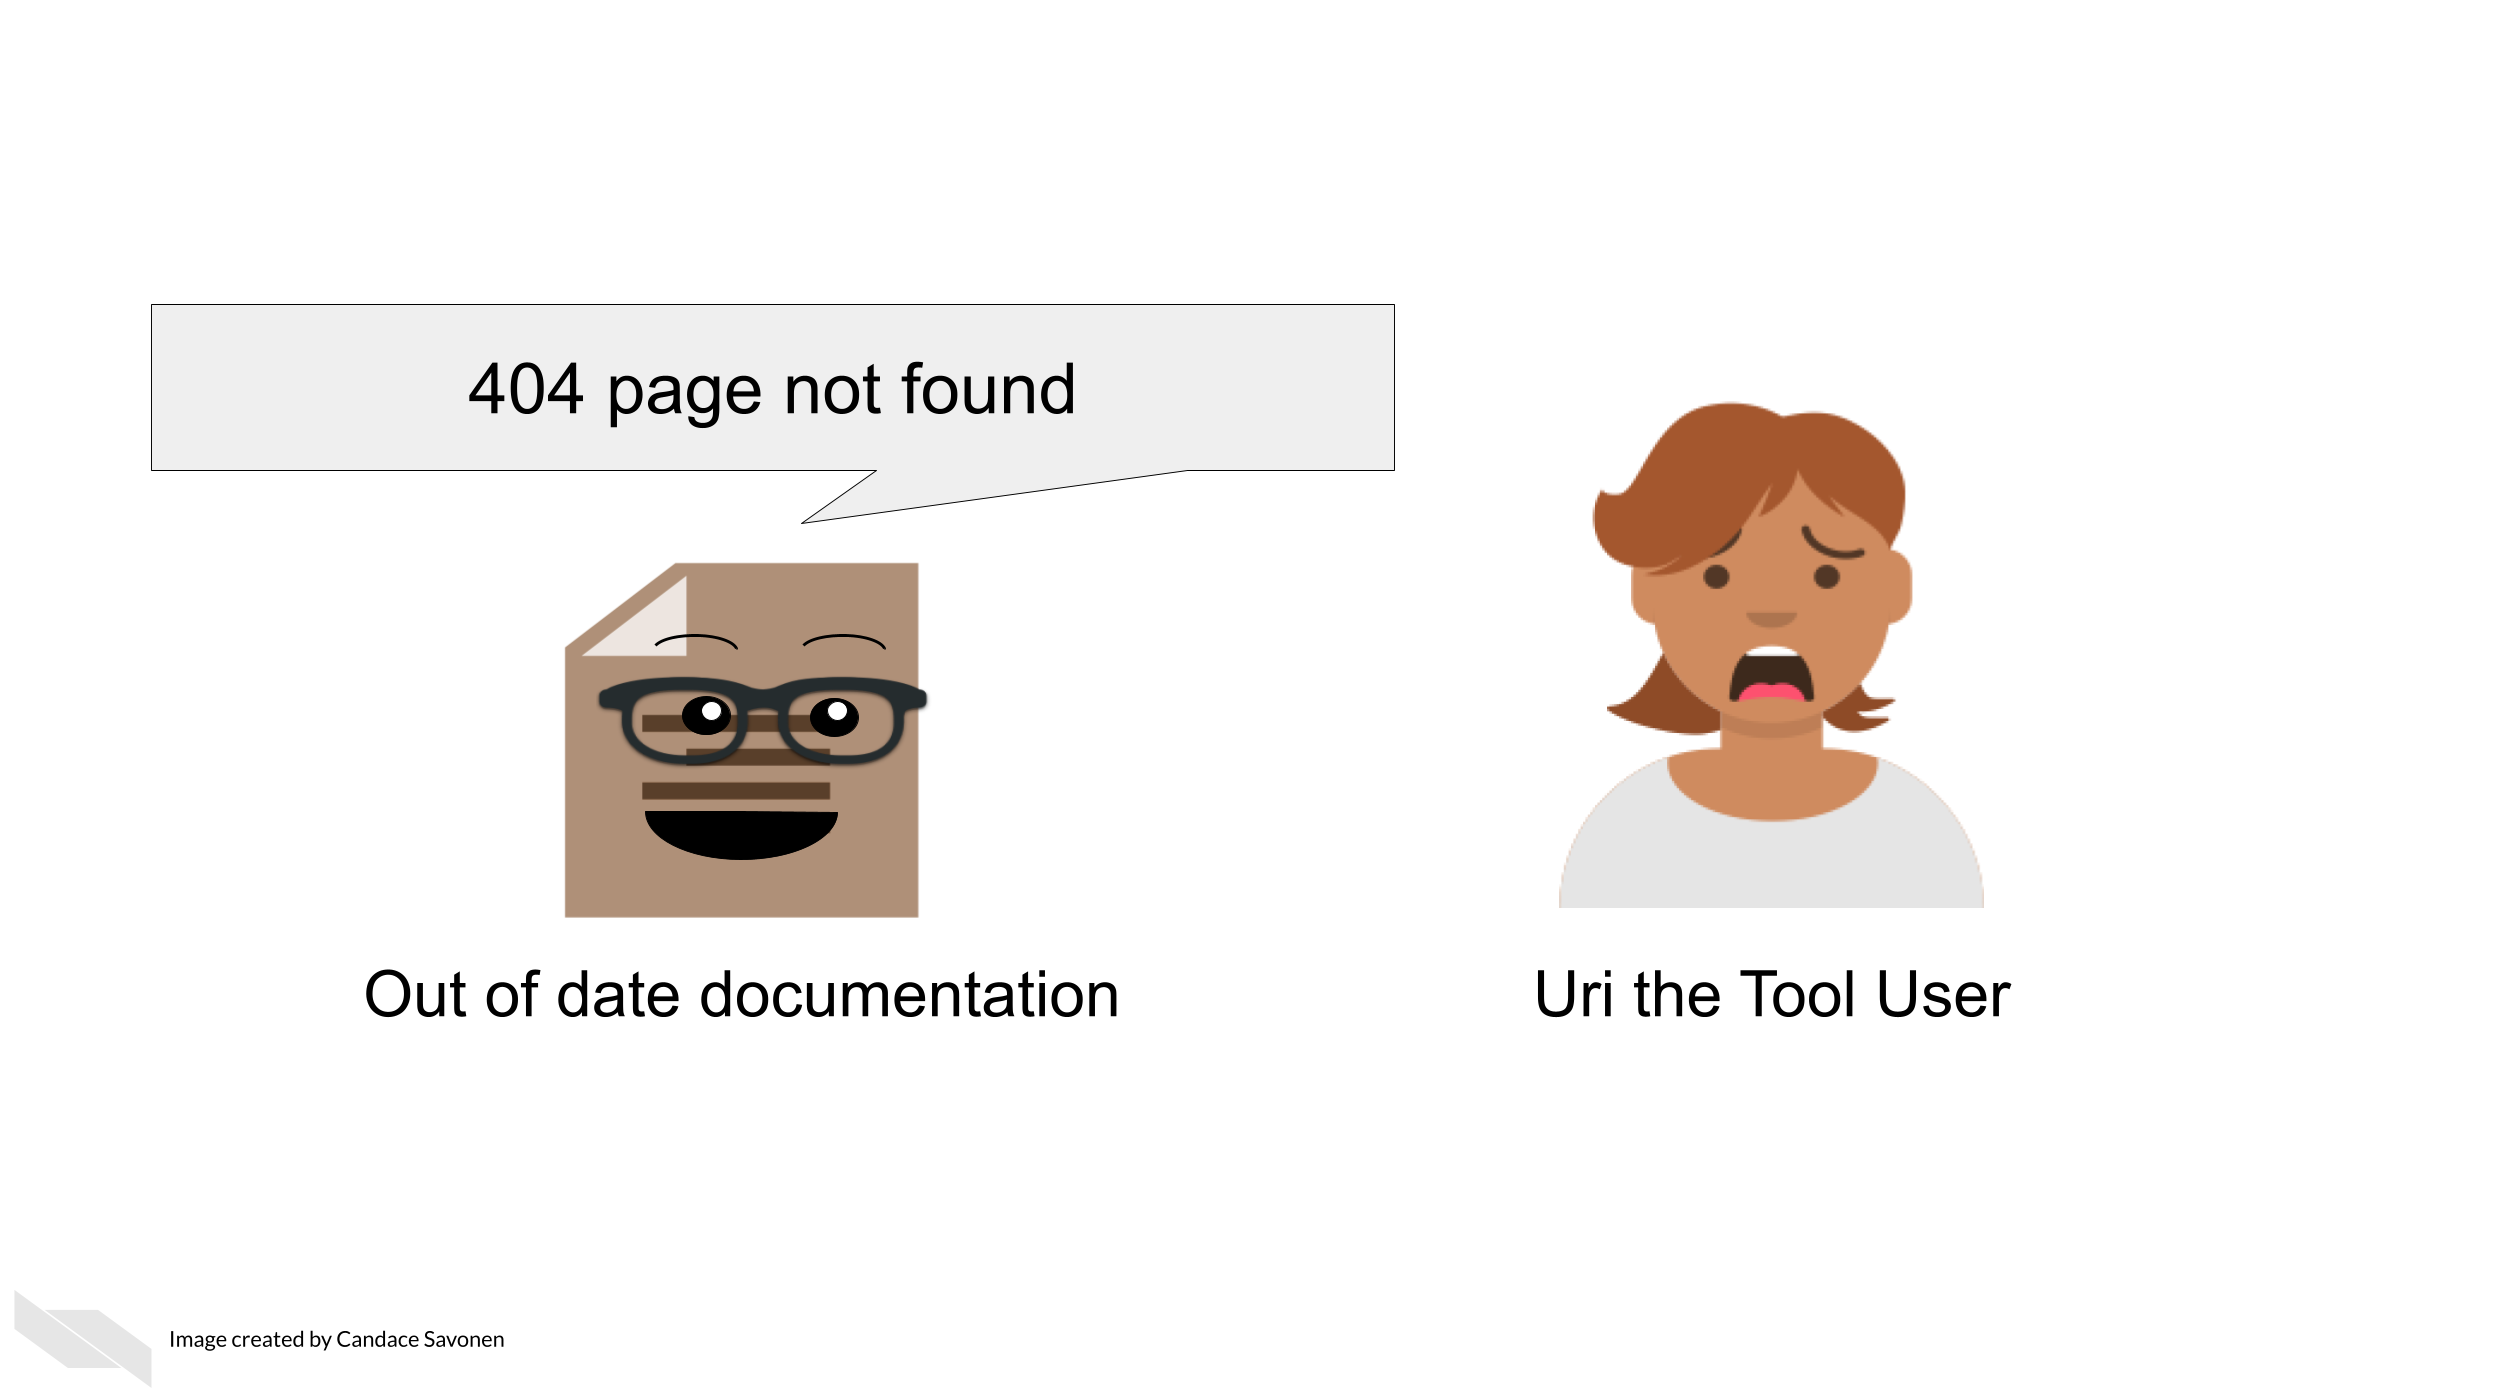 404 page not found
Out of date documentation
Uri the Tool User
Image created by Candace Savonen